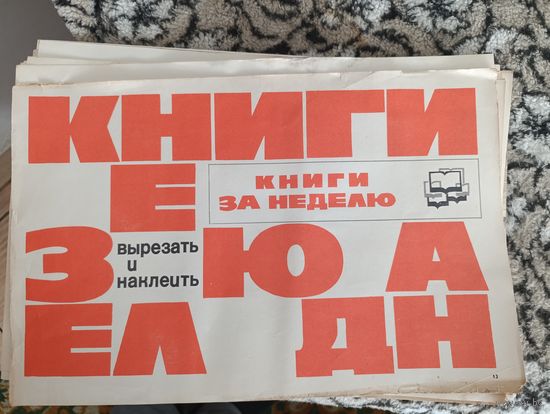 КНИГИ
Е
КНИГИ
ЗА НЕДЕЛЮ
З Ю А
вырезать
и
наклеить
ЕЛ ДН
13